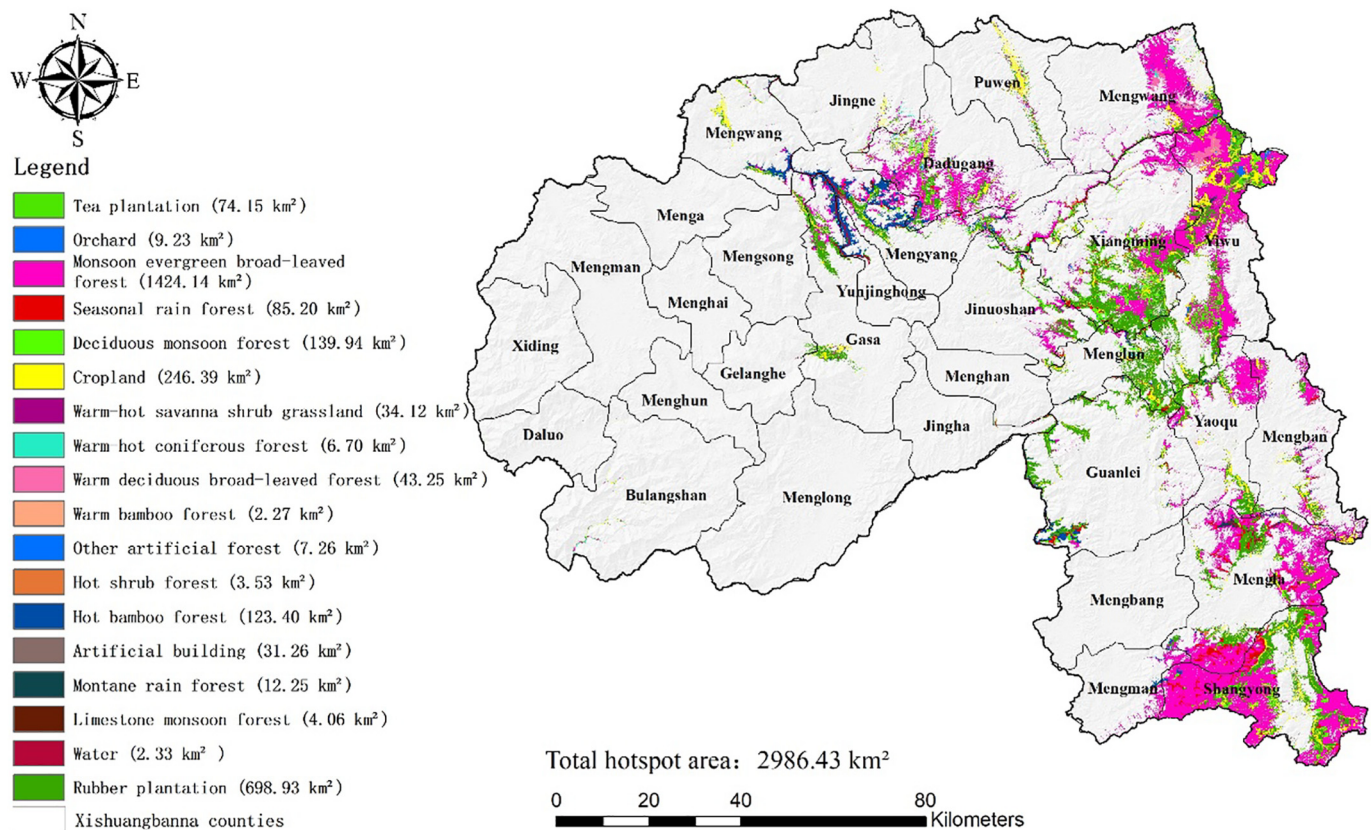 N
W
E
S
Legend
Tea plantation (74.15 km²)
Orchard (9.23 km²)
Monsoon evergreen broad-leaved
forest (1424.14 km²)
Seasonal rain forest (85.20 km²)
Deciduous monsoon forest (139.94 km²)
Cropland (246.39 km²)
Warm-hot savanna shrub grassland (34.12 km²)
Warm-hot coniferous forest (6.70 km²)
Warm deciduous broad-leaved forest (43.25 km²)
Warm bamboo forest (2.27 km²)
Other artificial forest (7.26 km²)
Hot shrub forest (3.53 km²)
Hot bamboo forest (123.40 km²)
Artificial building (31.26 km²)
Montane rain forest (12.25 km²)
Limestone monsoon forest (4.06 km²)
Water (2.33 km² )
Rubber plantation (698.93 km²)
Xishuangbanna counties
Puwen
Jingne
Mengwang
Mengwang
Dadugang
Menga
Xiangming
Yiwu
Mengsong
Mengyang
Mengman
Yunjinghong
Menghai
Jinuoshan
Gasa
Xiding
Menglun
Gelanghe
Menghan
Menghun
Yaoqu
Daluo
Jingha
Mengban
Guanlei
Bulangshan
Menglong
Mengla
Mengbang
Mengman
Shangyong
Total hotspot area: 2986.43 km²
0 20 40 80
Kilometers